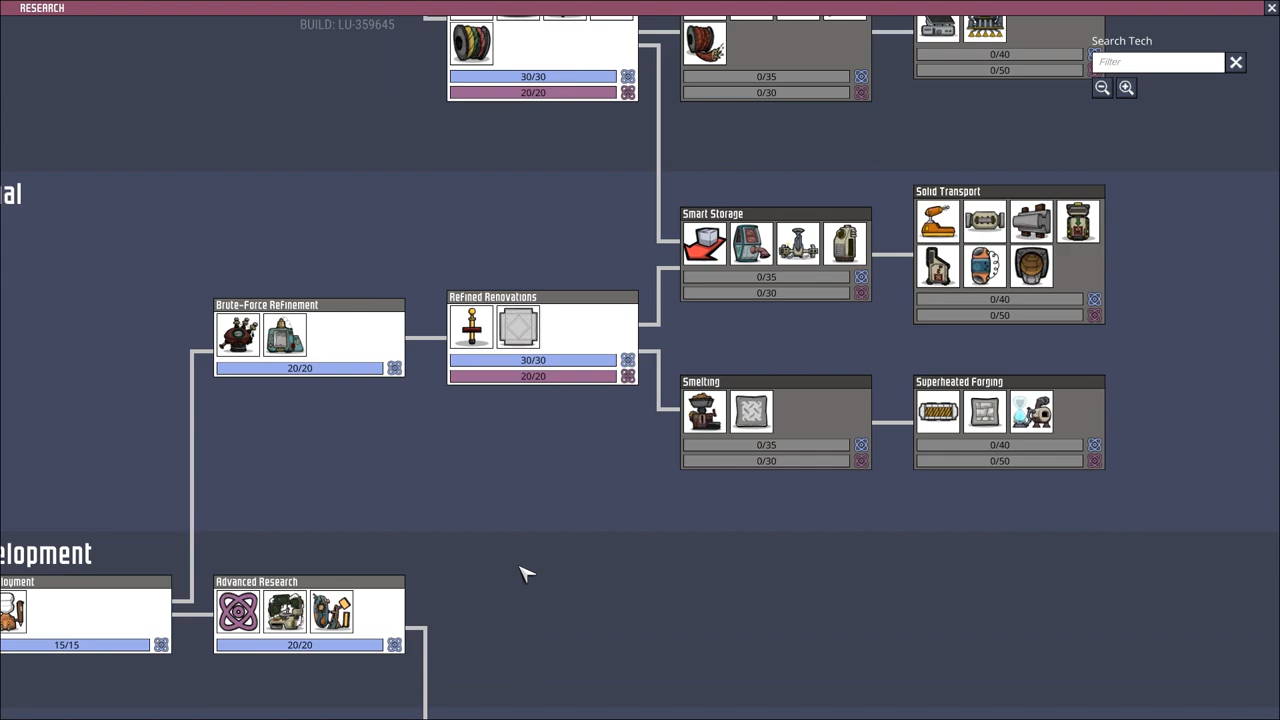 RESEARCH
BUILD: LU-359645
Search Tech
Filter
30/30
20/20
0/35
0/30
0/40
0/50
al
Smart Storage
0/35
0/30
Solid Transport
0/40
0/50
Brute-Force Refinement
20/20
Refined Renovations
30/30
20/20
Smelting
0/35
0/30
Superheated Forging
0/40
0/50
elopment
loyment
15/15
Advanced Research
20/20